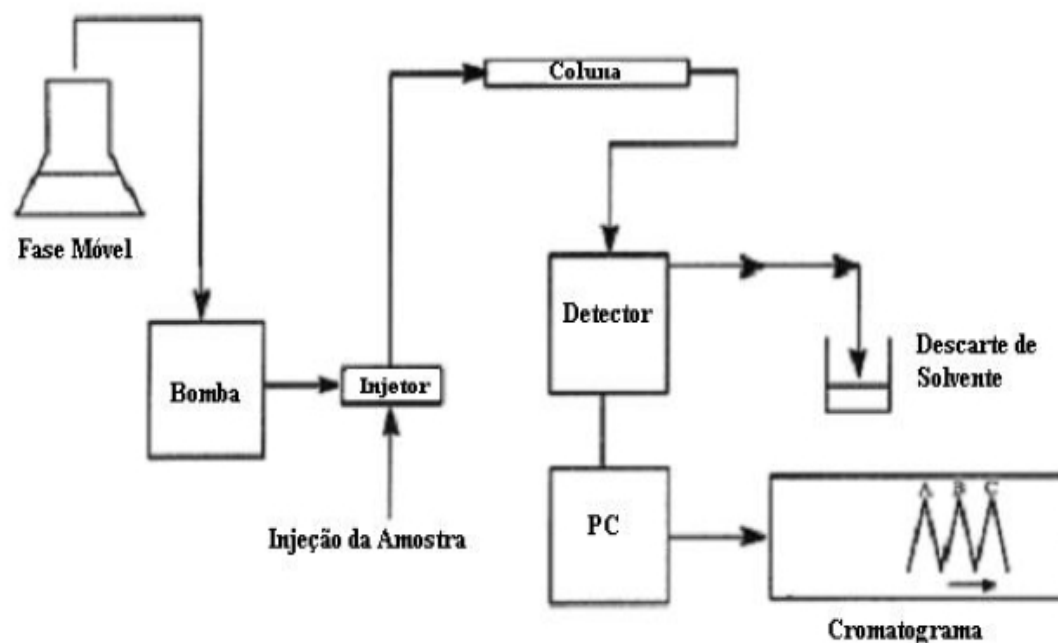 Coluna
Fase Móvel
Bomba
Injetor
Injeção da Amostra
Detector
Descarte de
Solvente
PC
A B C
Cromatograma